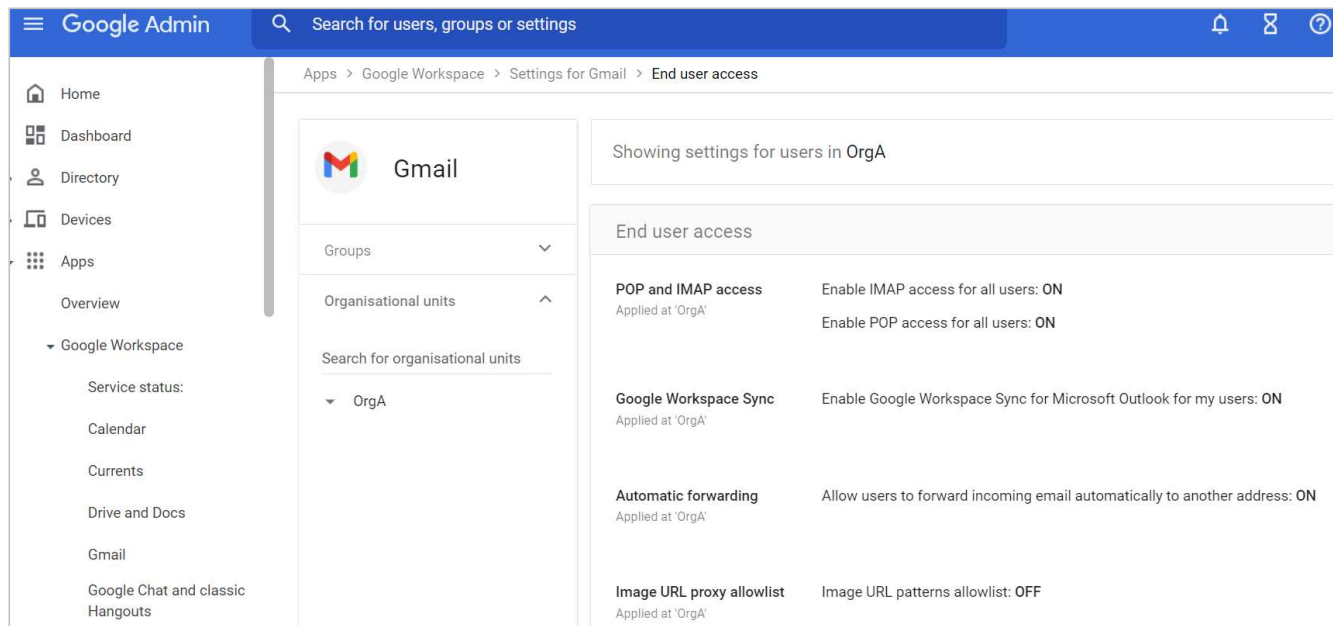 Google Admin
Search for users, groups or settings
Home
Dashboard
Directory
Devices
Apps
Overview
Google Workspace
Service status:
Calendar
Currents
Drive and Docs
Gmail
Google Chat and classic
Hangouts
Apps > Google Workspace > Settings for Gmail > End user access
Gmail
Groups
Organisational units
Search for organisational units
OrgA
Showing settings for users in OrgA
End user access
POP and IMAP access
Applied at 'OrgA'
Enable IMAP access for all users: ON
Enable POP access for all users: ON
Google Workspace Sync
Applied at 'OrgA'
Enable Google Workspace Sync for Microsoft Outlook for my users: ON
Automatic forwarding
Applied at 'OrgA'
Allow users to forward incoming email automatically to another address: ON
Image URL proxy allowlist
Applied at 'OrgA'
Image URL patterns allowlist: OFF